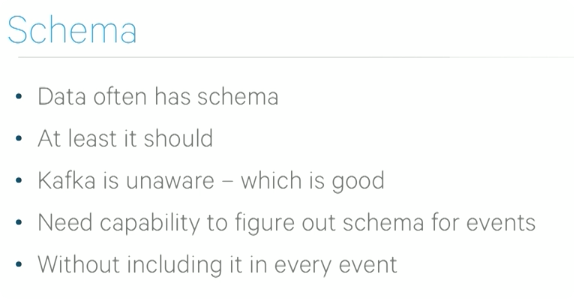 Schema
• Data often has schema
• At least it should
• Kafka is unaware – which is good
• Need capability to figure out schema for events
• Without including it in every event